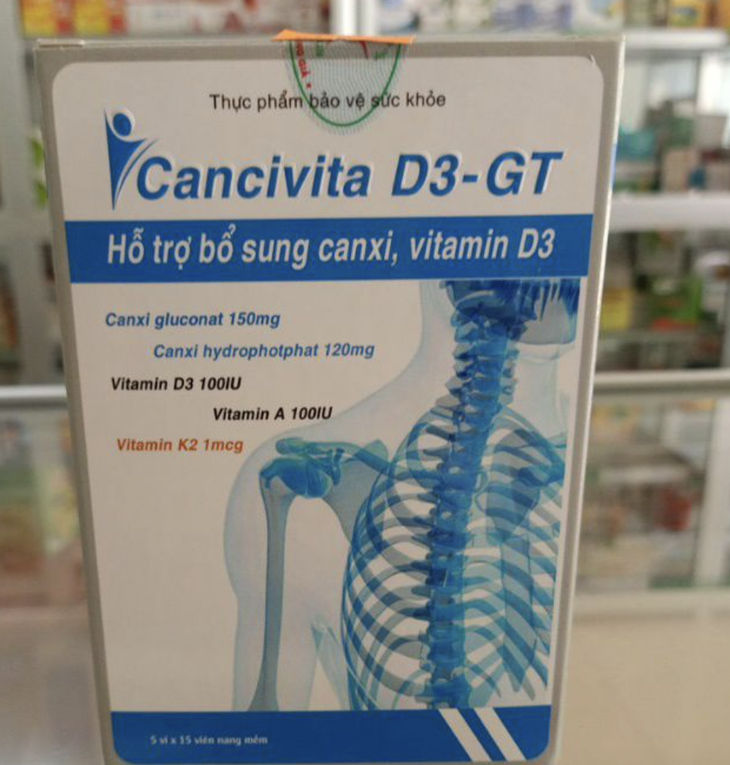 Thực phẩm bảo vệ sức khỏe
Cancivita D3-GT
Hỗ trợ bổ sung canxi, vitamin D3
Canxi gluconat 150mg
Canxi hydrophotphat 120mg
Vitamin D3 100IU
Vitamin A 100IU
Vitamin K2 1mcg
5 vỉ x 15 viên nang mềm